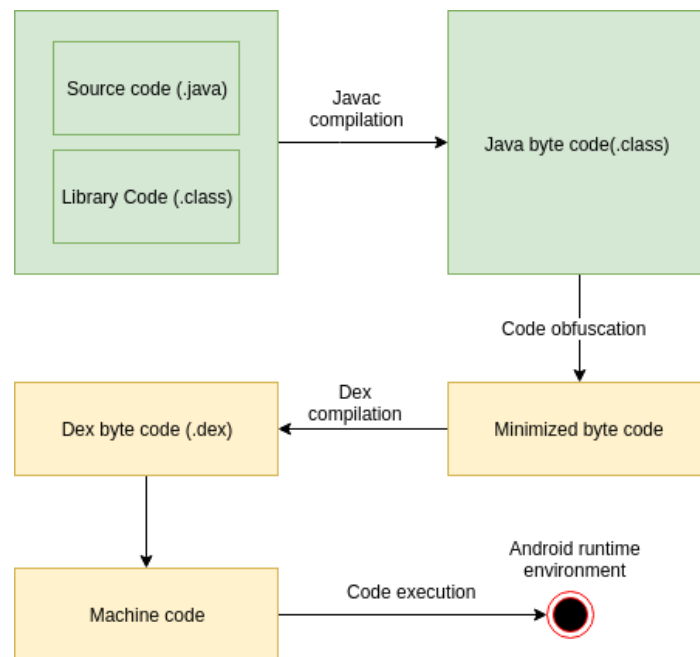 Source code (.java)
Javac
compilation
Java byte code(.class)
Library Code (.class)
Code obfuscation
Dex
compilation
Dex byte code (.dex)
Minimized byte code
Android runtime
environment
Code execution
Machine code